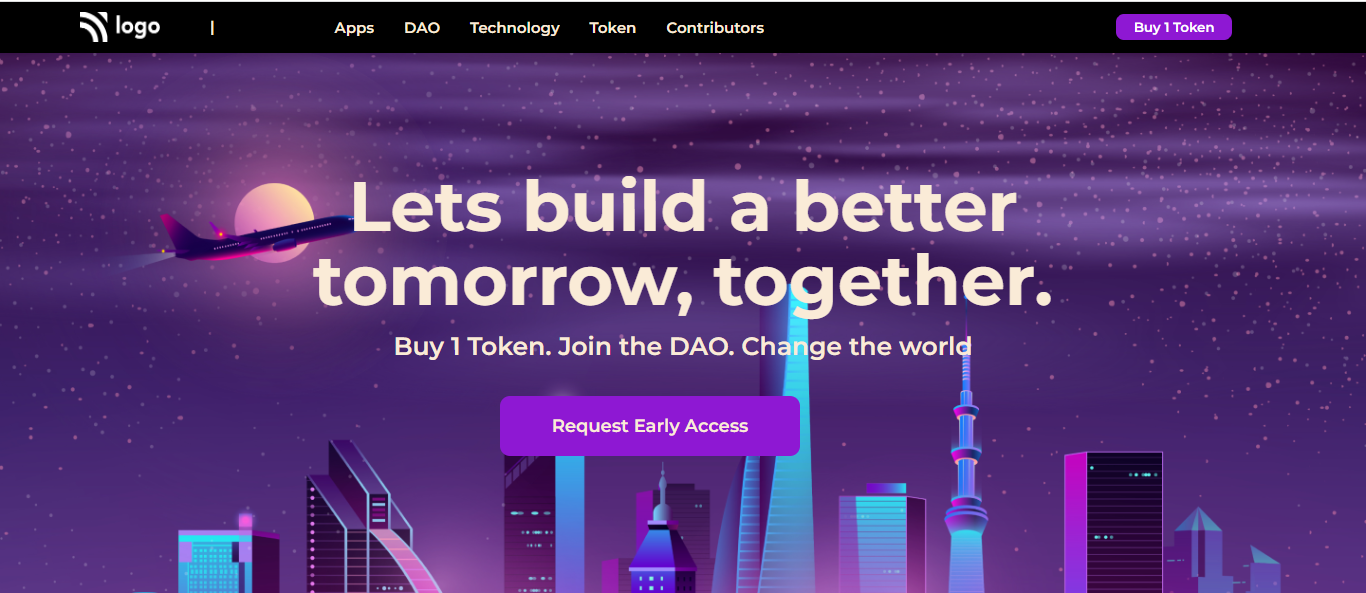 logo | Apps DAO Technology Token Contributors Buy 1 Token
Lets build a better
tomorrow, together.
Buy 1 Token. Join the DAO. Change the world
Request Early Access